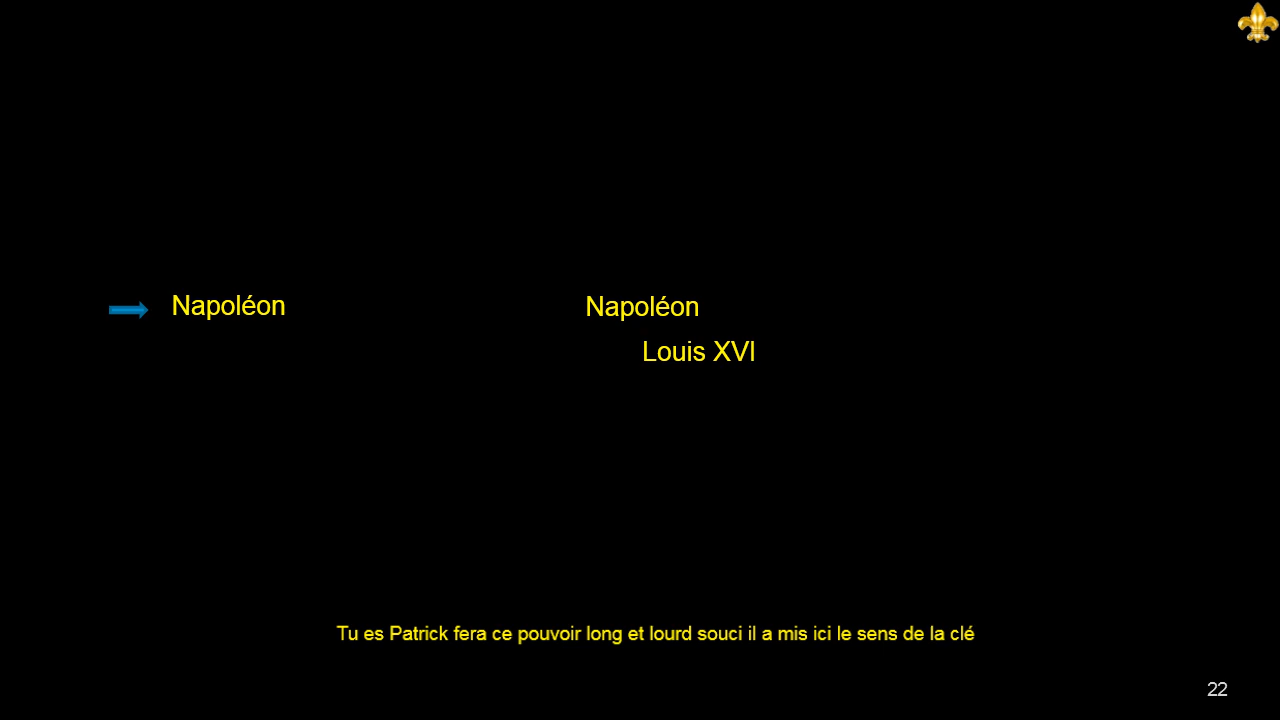 Napoléon
Napoléon
Louis XVI
Tu es Patrick fera ce pouvoir long et lourd souci il a mis ici le sens de la clé
22